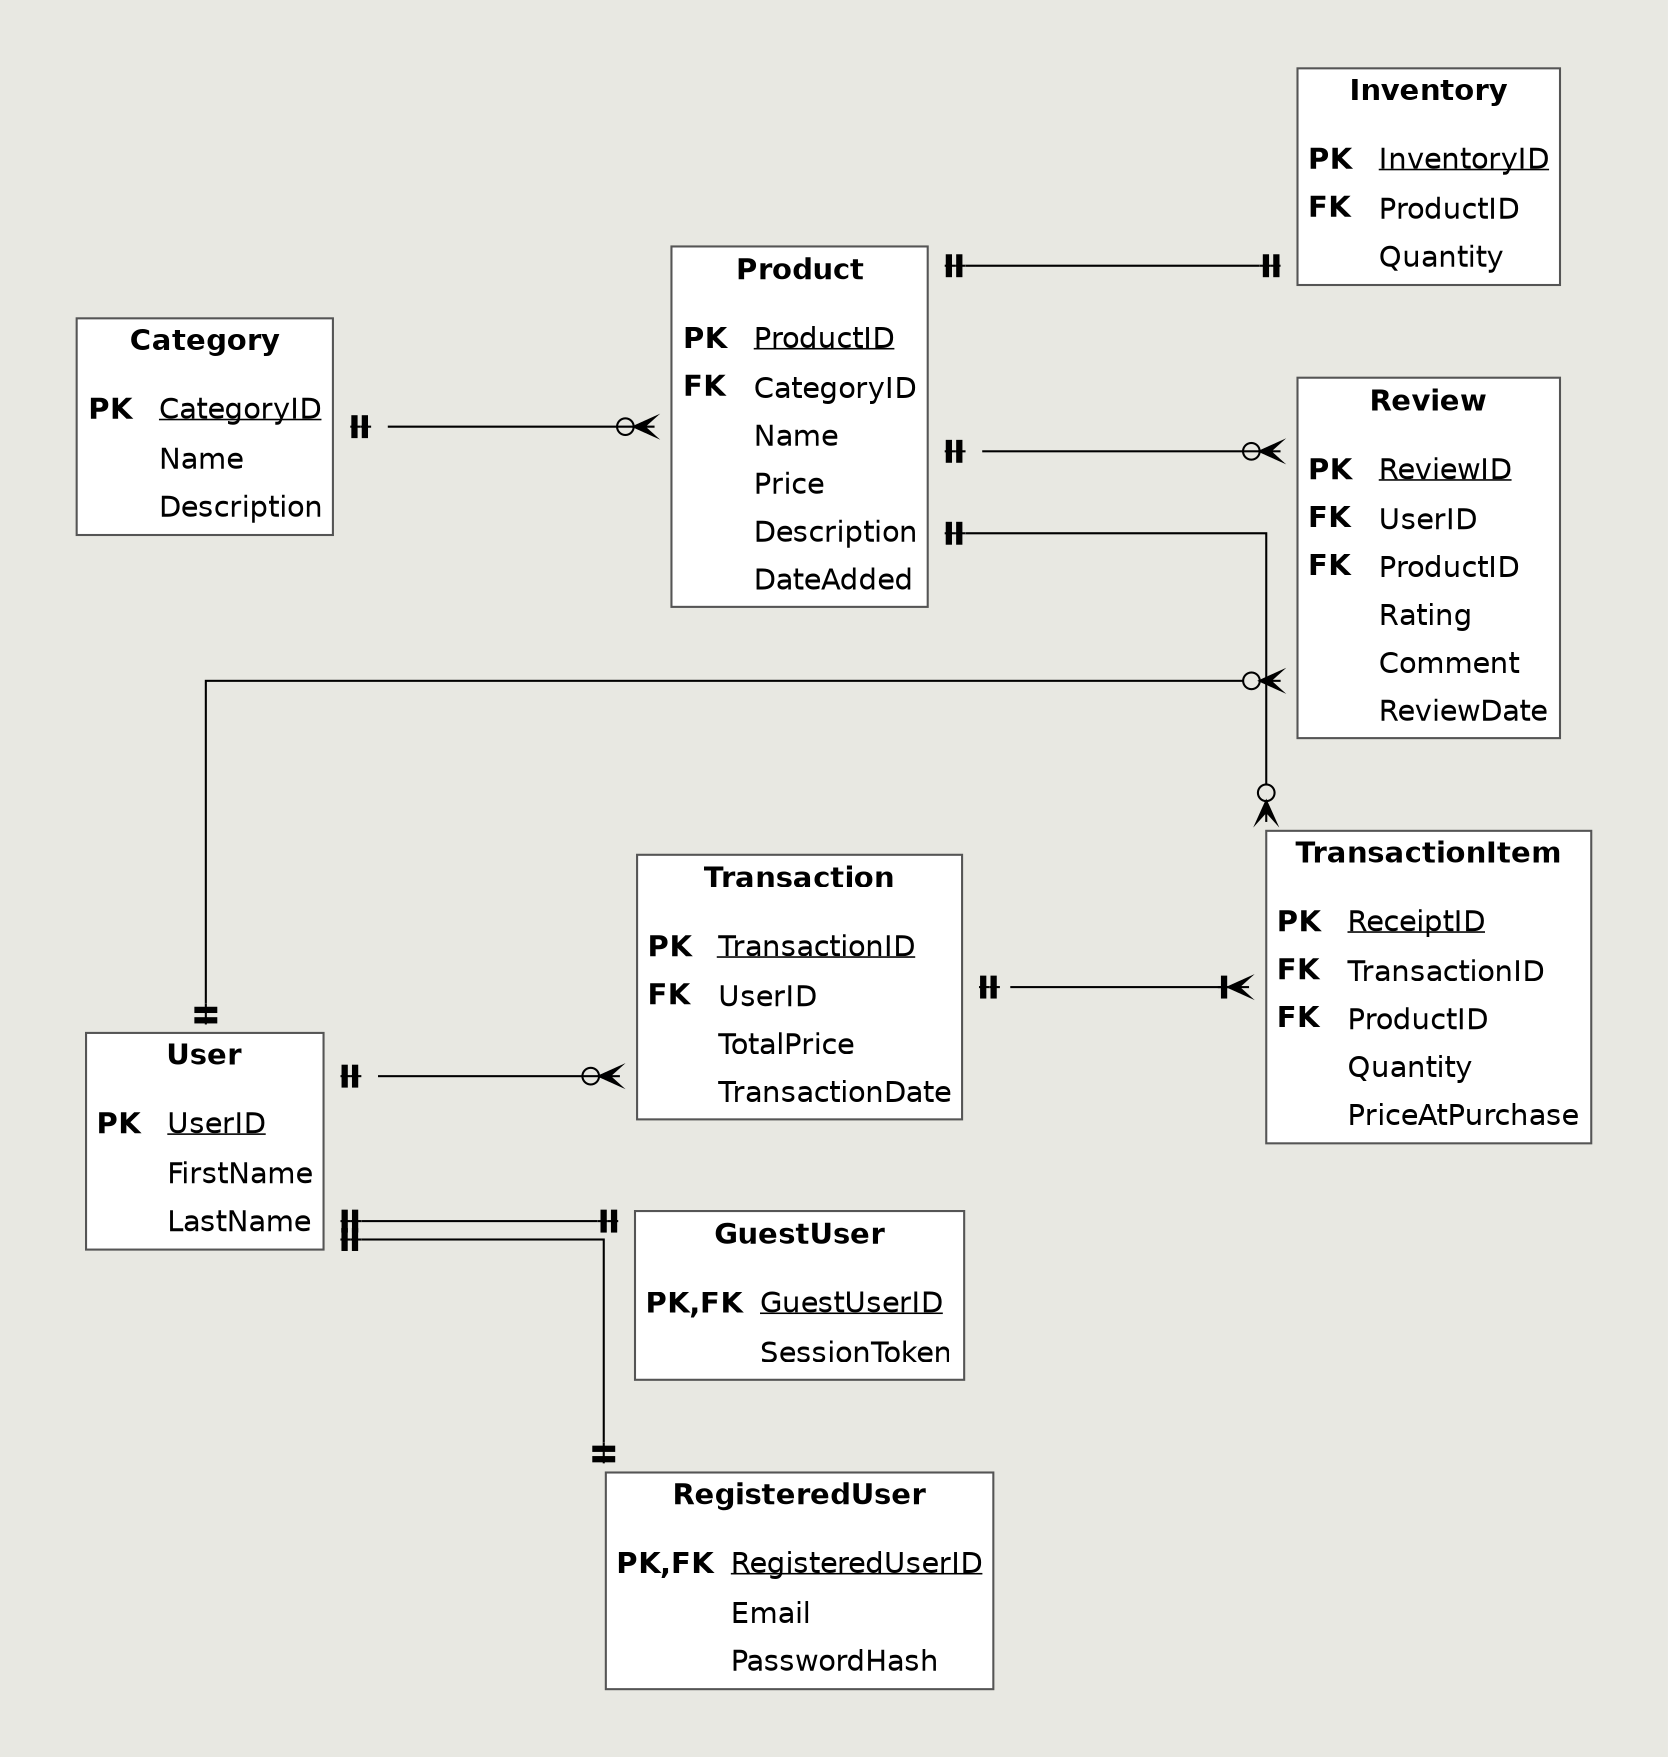 Inventory
PK InventoryID
FK ProductID
Quantity
Product
PK ProductID
FK CategoryID
Name
Price
Description
DateAdded
Category
PK CategoryID
Name
Description
Review
PK ReviewID
FK UserID
FK ProductID
Rating
Comment
ReviewDate
TransactionItem
PK ReceiptID
FK TransactionID
FK ProductID
Quantity
PriceAtPurchase
Transaction
PK TransactionID
FK UserID
TotalPrice
TransactionDate
User
PK UserID
FirstName
LastName
GuestUser
PK,FK GuestUserID
SessionToken
RegisteredUser
PK,FK RegisteredUserID
Email
PasswordHash